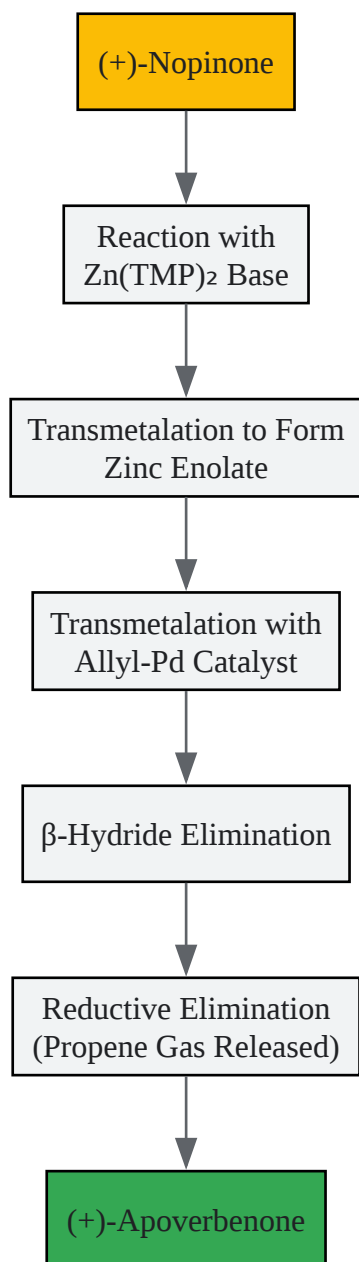 (+)-Nopinone
Reaction with
Zn(TMP)₂ Base
Transmetalation to Form
Zinc Enolate
Transmetalation with
Allyl-Pd Catalyst
β-Hydride Elimination
Reductive Elimination
(Propene Gas Released)
(+)-Apoverbenone